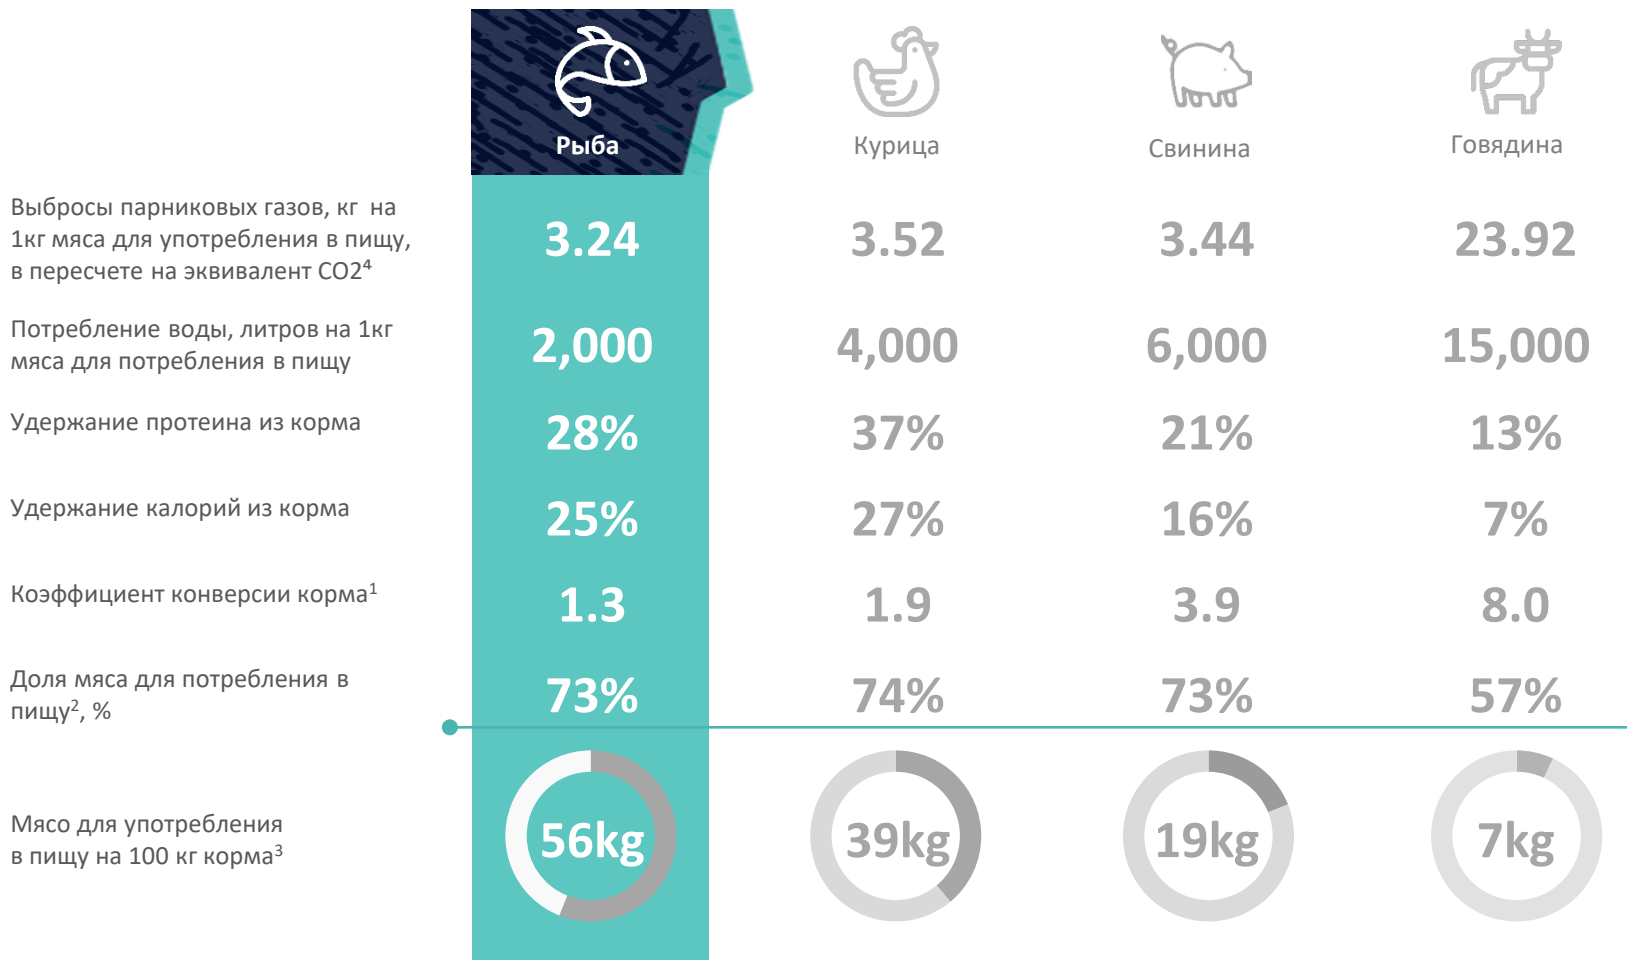 Рыба
Курица
Свинина
Говядина
Выбросы парниковых газов, кг на
1кг мяса для употребления в пищу,
в пересчете на эквивалент CO2⁴
3.24
3.52
3.44
23.92
Потребление воды, литров на 1кг
мяса для потребления в пищу
2,000
4,000
6,000
15,000
Удержание протеина из корма
28%
37%
21%
13%
Удержание калорий из корма
25%
27%
16%
7%
Коэффициент конверсии корма¹
1.3
1.9
3.9
8.0
Доля мяса для потребления в
пищу², %
73%
74%
73%
57%
Мясо для употребления
в пищу на 100 кг корма³
56kg
39kg
19kg
7kg